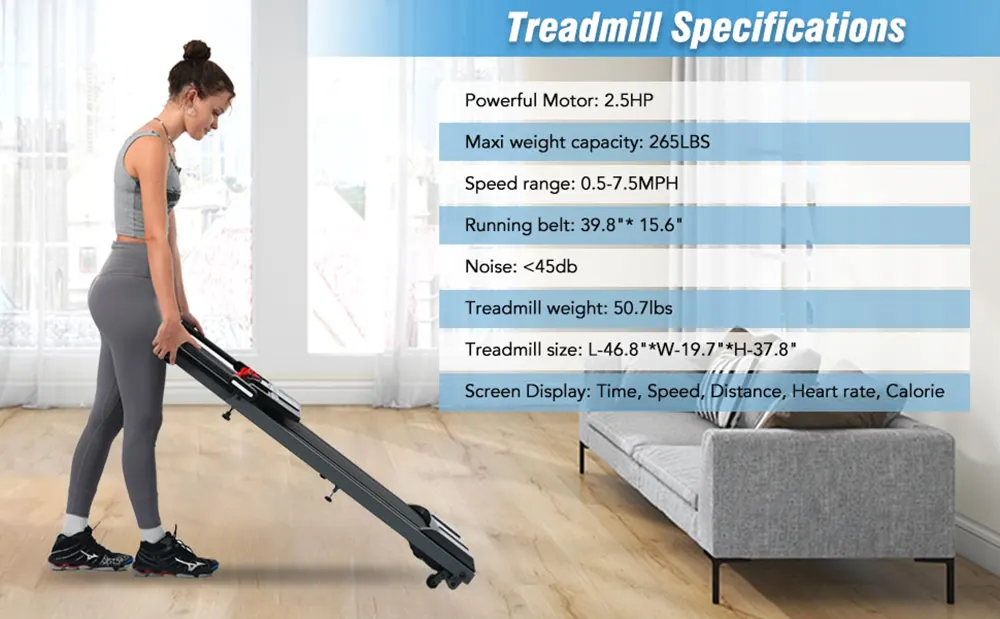 Treadmill Specifications
Powerful Motor: 2.5HP
Maxi weight capacity: 265LBS
Speed range: 0.5-7.5MPH
Running belt: 39.8"* 15.6"
Noise: <45db
Treadmill weight: 50.7lbs
Treadmill size: L-46.8"*W-19.7"*H-37.8"
Screen Display: Time, Speed, Distance, Heart rate, Calorie